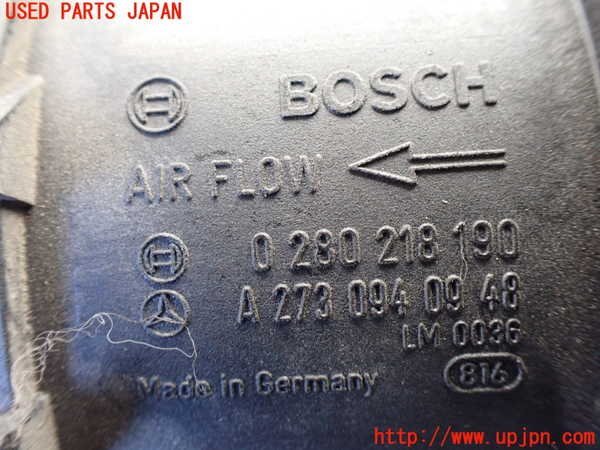 USED PARTS JAPAN
BOSCH
AIR FLOW
0 280 218 190
A 273 094 09 48
LM 0036
Made in Germany 816
http://www.upjpn.com/